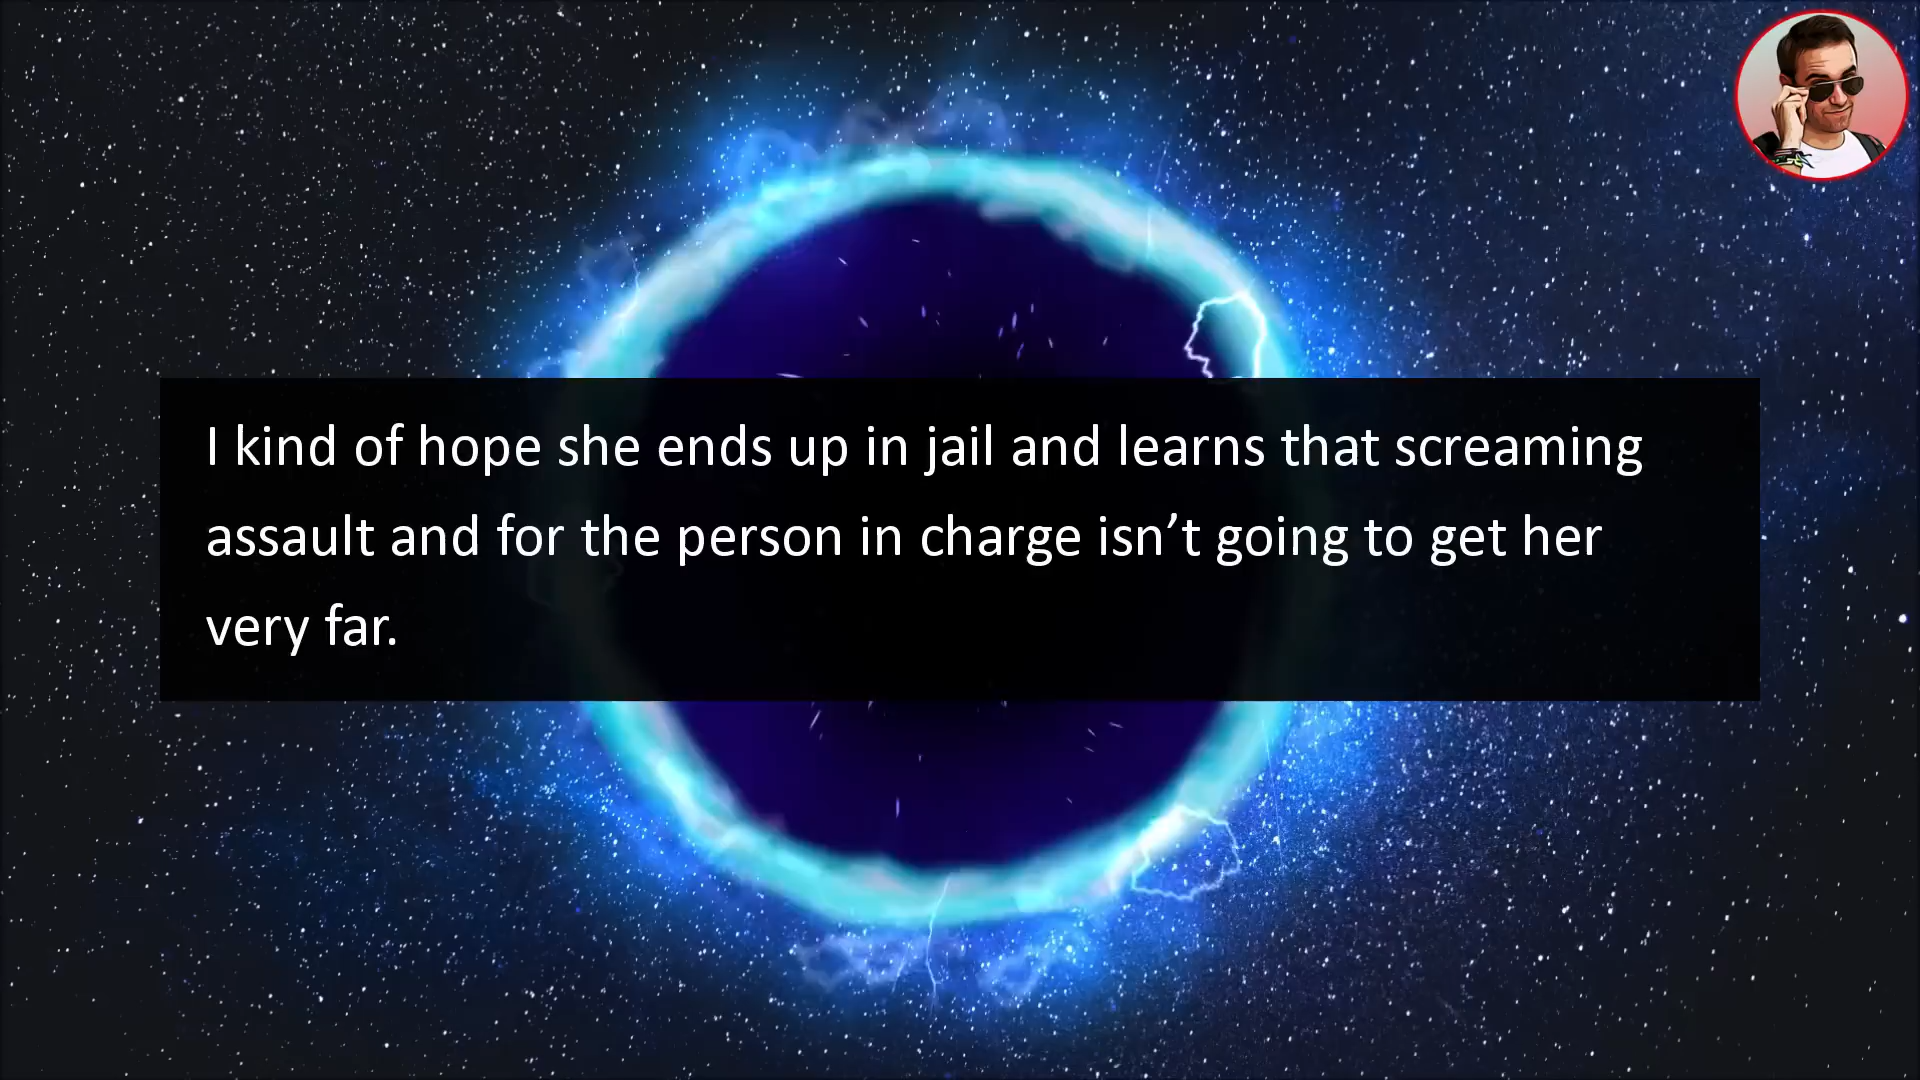 I kind of hope she ends up in jail and learns that screaming
assault and for the person in charge isn’t going to get her
very far.